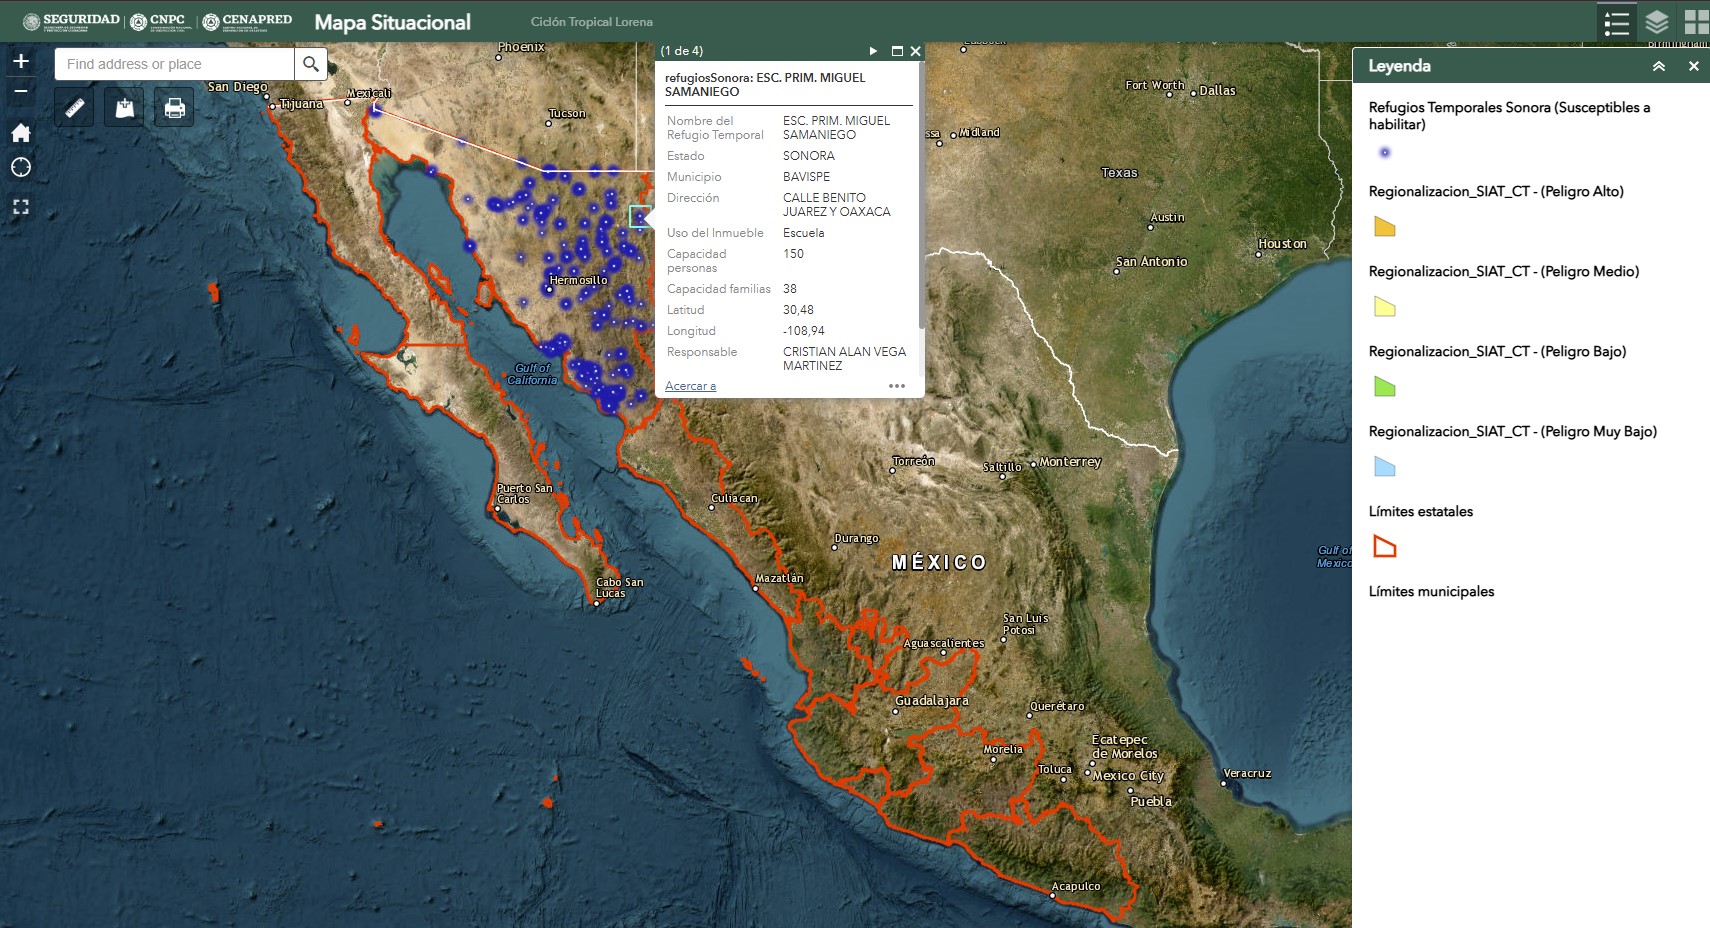 SEGURIDAD
CNPC
CENAPRED
Mapa Situacional
Ciclón Tropical Lorena
Find address or place
(1 de 4)
refugiosSonora: ESC. PRIM. MIGUEL
SAMANIEGO
Nombre del
Refugio Temporal
ESC. PRIM. MIGUEL
SAMANIEGO
Estado
SONORA
Municipio
BAVISPE
Dirección
CALLE BENITO
JUAREZ Y OAXACA
Uso del Inmueble
Escuela
Capacidad
personas
150
Capacidad familias
38
Latitud
30,48
Longitud
-108,94
Responsable
CRISTIAN ALAN VEGA
MARTINEZ
Acercar a
Leyenda
Refugios Temporales Sonora (Susceptibles a
habilitar)
Regionalizacion_SIAT_CT - (Peligro Alto)
Regionalizacion_SIAT_CT - (Peligro Medio)
Regionalizacion_SIAT_CT - (Peligro Bajo)
Regionalizacion_SIAT_CT - (Peligro Muy Bajo)
Límites estatales
Límites municipales
Phoenix
San Diego
Tijuana
Mexicali
Tucson
Hermosillo
Gulf of
California
Puerto San
Carlos
Cabo San
Lucas
Culiacan
Mazatlán
Durango
Torreón
Saltillo
Monterrey
MÉXICO
San Luis
Potosi
Aguascalientes
Guadalajara
Querétaro
Morelia
Toluca
Ecatepec
de Morelos
Mexico City
Puebla
Veracruz
Acapulco
Fort Worth
Dallas
ssa
Midland
Texas
Austin
San Antonio
Houston
Gulf of
Mexico
Birmingham